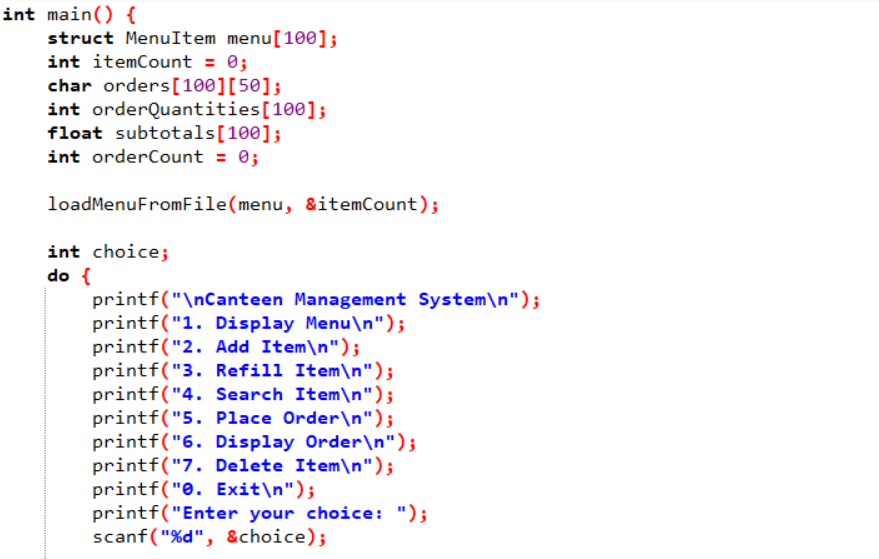 int main() {
struct MenuItem menu[100];
int itemCount = 0;
char orders[100][50];
int orderQuantities[100];
float subtotals[100];
int orderCount = 0;
loadMenuFromFile(menu, &itemCount);
int choice;
do {
printf("\nCanteen Management System\n");
printf("1. Display Menu\n");
printf("2. Add Item\n");
printf("3. Refill Item\n");
printf("4. Search Item\n");
printf("5. Place Order\n");
printf("6. Display Order\n");
printf("7. Delete Item\n");
printf("0. Exit\n");
printf("Enter your choice: ");
scanf("%d", &choice);